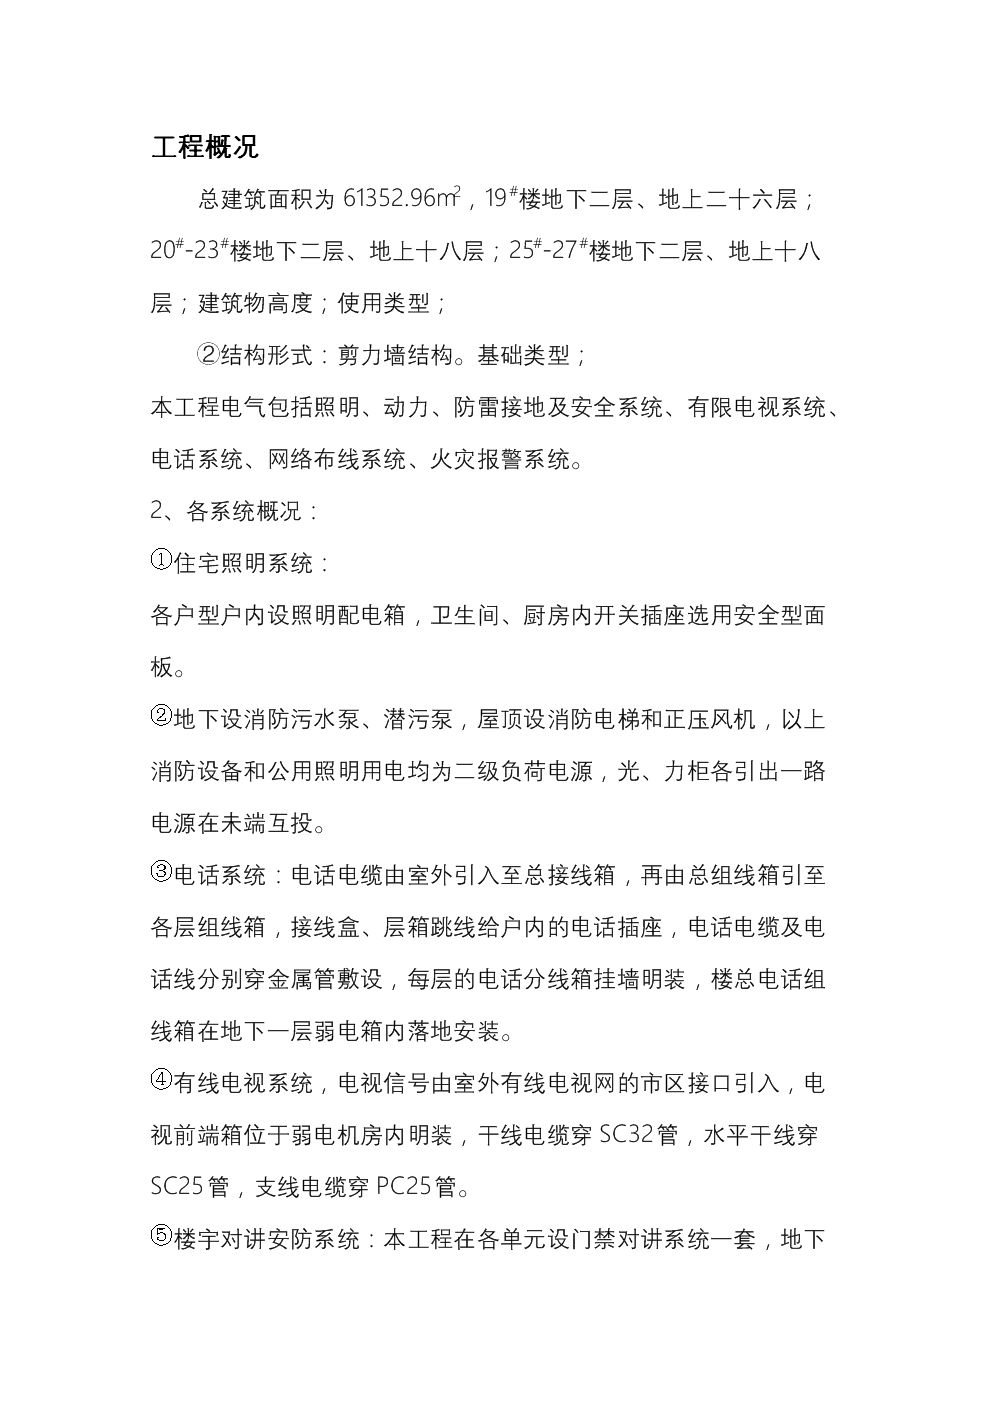 工程概况
总建筑面积为 61352.96m²，19#楼地下二层、地上二十六层；
20#-23#楼地下二层、地上十八层；25#-27#楼地下二层、地上十八
层；建筑物高度；使用类型；
②结构形式：剪力墙结构。基础类型；
本工程电气包括照明、动力、防雷接地及安全系统、有限电视系统、
电话系统、网络布线系统、火灾报警系统。
2、各系统概况：
①住宅照明系统：
各户型户内设照明配电箱，卫生间、厨房内开关插座选用安全型面
板。
②地下设消防污水泵、潜污泵，屋顶设消防电梯和正压风机，以上
消防设备和公用照明用电均为二级负荷电源，光、力柜各引出一路
电源在未端互投。
③电话系统：电话电缆由室外引入至总接线箱，再由总组线箱引至
各层组线箱，接线盒、层箱跳线给户内的电话插座，电话电缆及电
话线分别穿金属管敷设，每层的电话分线箱挂墙明装，楼总电话组
线箱在地下一层弱电箱内落地安装。
④有线电视系统，电视信号由室外有线电视网的市区接口引入，电
视前端箱位于弱电机房内明装，干线电缆穿 SC32管，水平干线穿
SC25管，支线电缆穿 PC25管。
⑤楼宇对讲安防系统：本工程在各单元设门禁对讲系统一套，地下